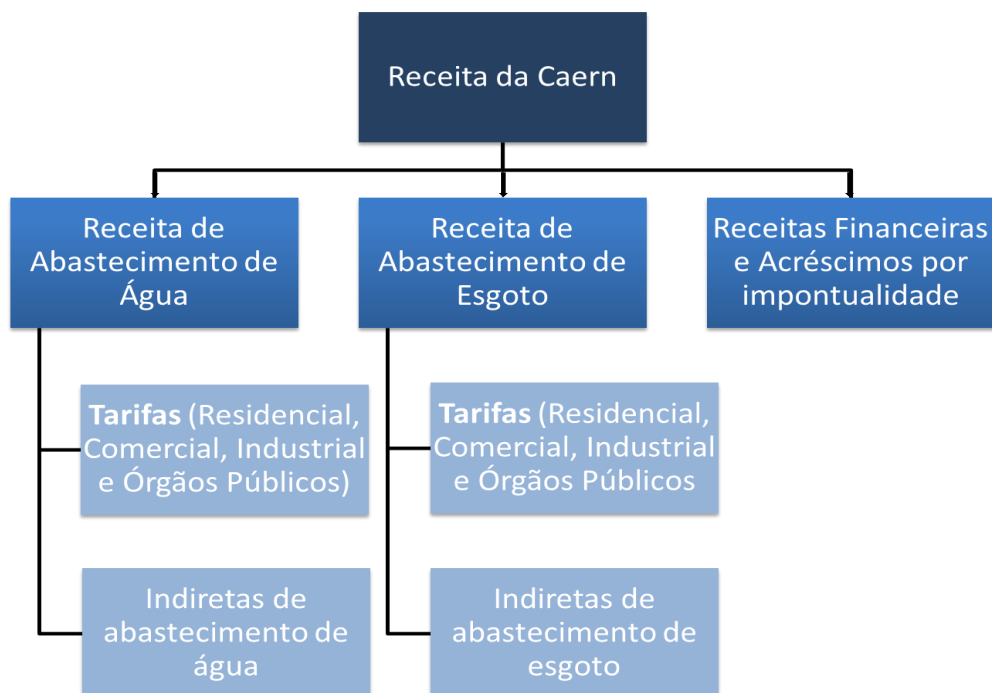 Receita da Caern
Receita de
Abastecimento de
Água
Receita de
Abastecimento de
Esgoto
Receitas Financeiras
e Acréscimos por
impontualidade
Tarifas (Residencial,
Comercial, Industrial
e Órgãos Públicos)
Tarifas (Residencial,
Comercial, Industrial
e Órgãos Públicos
Indiretas de
abastecimento de
água
Indiretas de
abastecimento de
esgoto